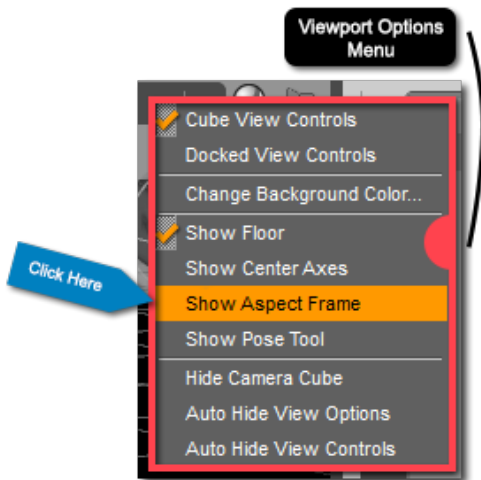 Viewport Options
Menu
Cube View Controls
Docked View Controls
Change Background Color...
Show Floor
Show Center Axes
Click Here
Show Aspect Frame
Show Pose Tool
Hide Camera Cube
Auto Hide View Options
Auto Hide View Controls